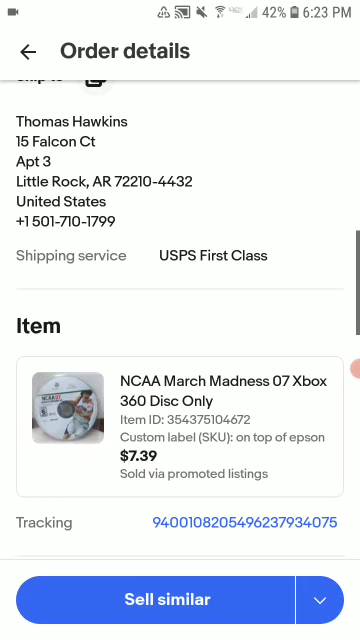 42% 6:23 PM
Order details
Thomas Hawkins
15 Falcon Ct
Apt 3
Little Rock, AR 72210-4432
United States
+1 501-710-1799
Shipping service USPS First Class
Item
NCAA March Madness 07 Xbox
360 Disc Only
Item ID: 354375104672
Custom label (SKU): on top of epson
$7.39
Sold via promoted listings
Tracking 9400108205496237934075
Sell similar